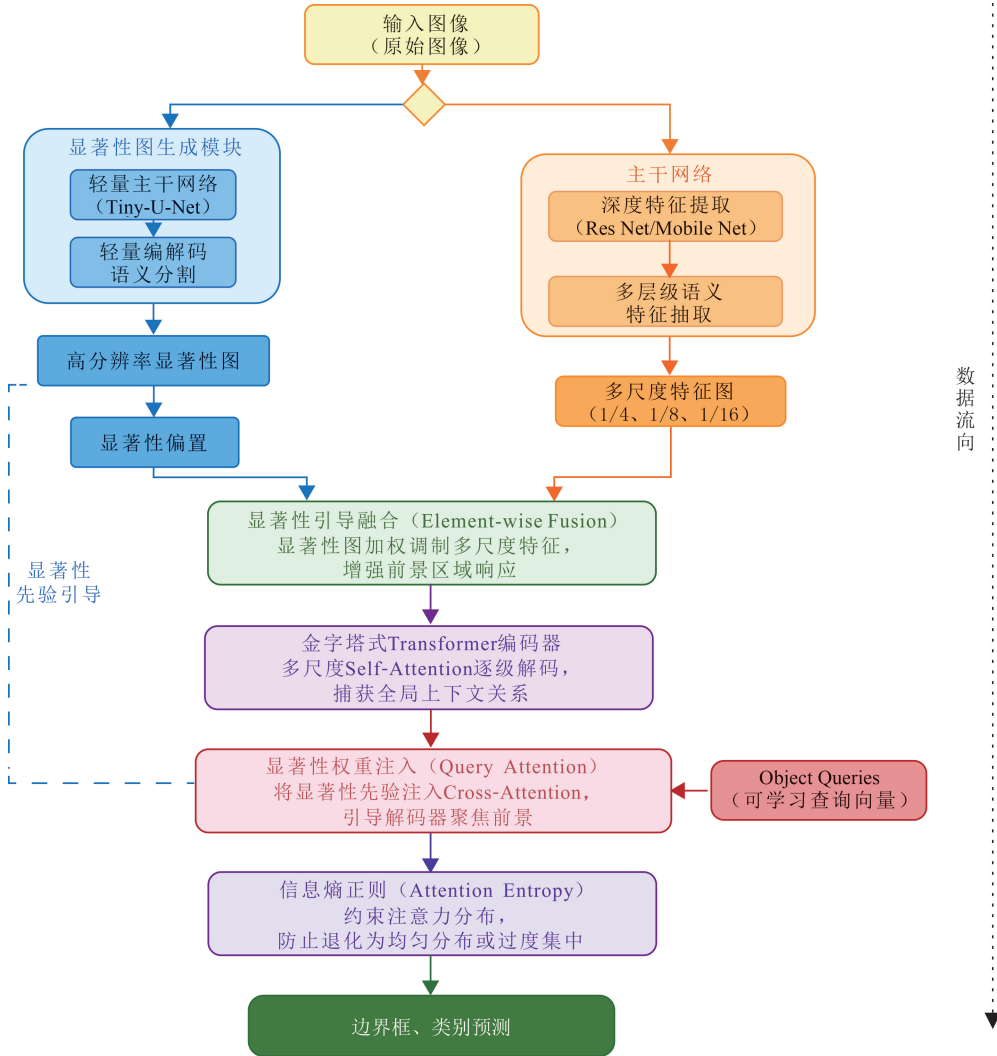 输入图像
（原始图像）
显著性图生成模块
轻量主干网络
（Tiny-U-Net）
轻量编解码
语义分割
高分辨率显著性图
显著性偏置
主干网络
深度特征提取
（Res Net/Mobile Net）
多层级语义
特征抽取
多尺度特征图
（1/4、1/8、1/16）
数据流向
显著性引导融合（Element-wise Fusion）
显著性图加权调制多尺度特征，
增强前景区域响应
显著性
先验引导
金字塔式Transformer编码器
多尺度Self-Attention逐级解码，
捕获全局上下文关系
显著性权重注入（Query Attention）
将显著性先验注入Cross-Attention，
引导解码器聚焦前景
Object Queries
（可学习查询向量）
信息熵正则（Attention Entropy）
约束注意力分布，
防止退化为均匀分布或过度集中
边界框、类别预测